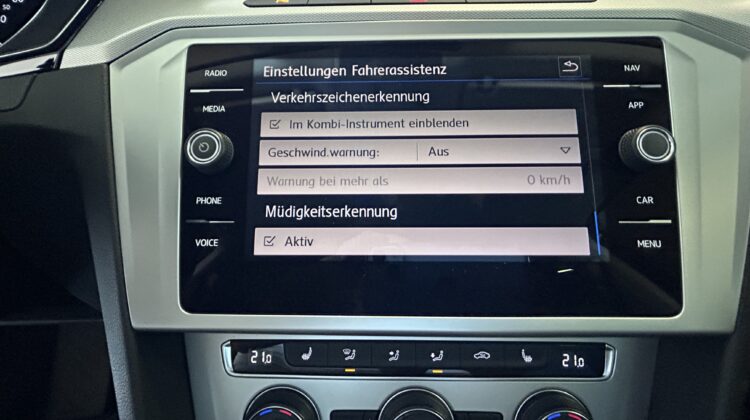 50
RADIO
MEDIA
PHONE
VOICE
Einstellungen Fahrerassistenz
Verkehrszeichenerkennung
Im Kombi-Instrument einblenden
Geschwind.warnung: Aus
Warnung bei mehr als 0 km/h
Müdigkeitserkennung
Aktiv
NAV
APP
CAR
MENU
21.0
21.0